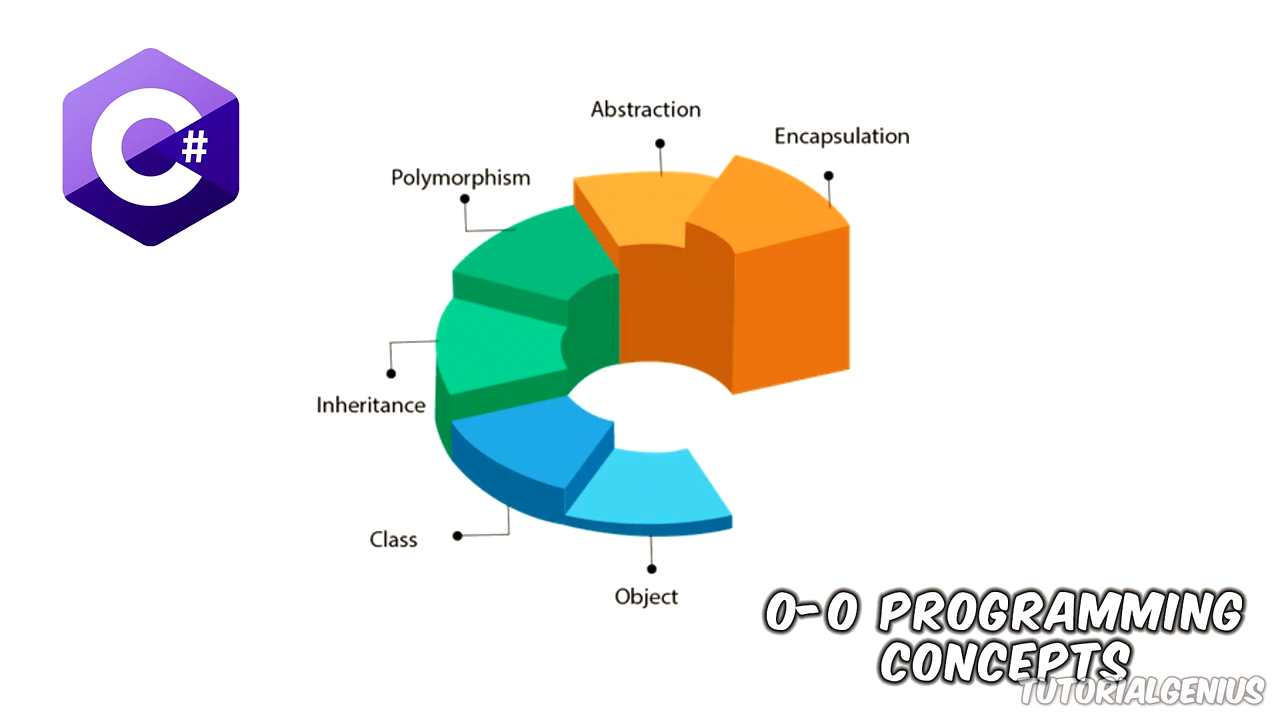 C#
Abstraction
Encapsulation
Polymorphism
Inheritance
Class
Object
O-O PROGRAMMING
CONCEPTS
TUTORIALGENIUS